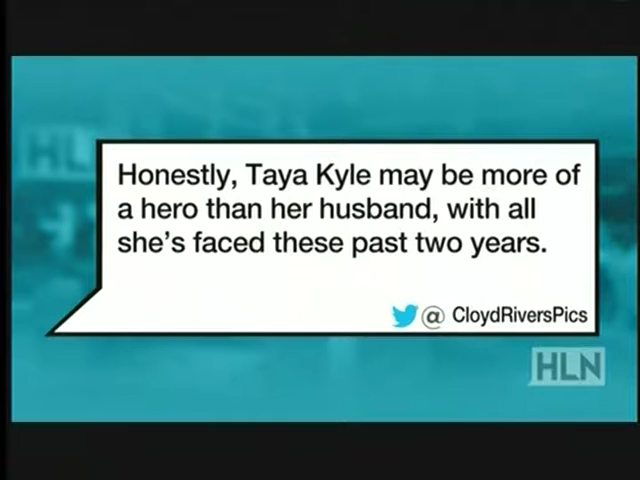 Honestly, Taya Kyle may be more of
a hero than her husband, with all
she's faced these past two years.
@ CloydRiversPics
HLN